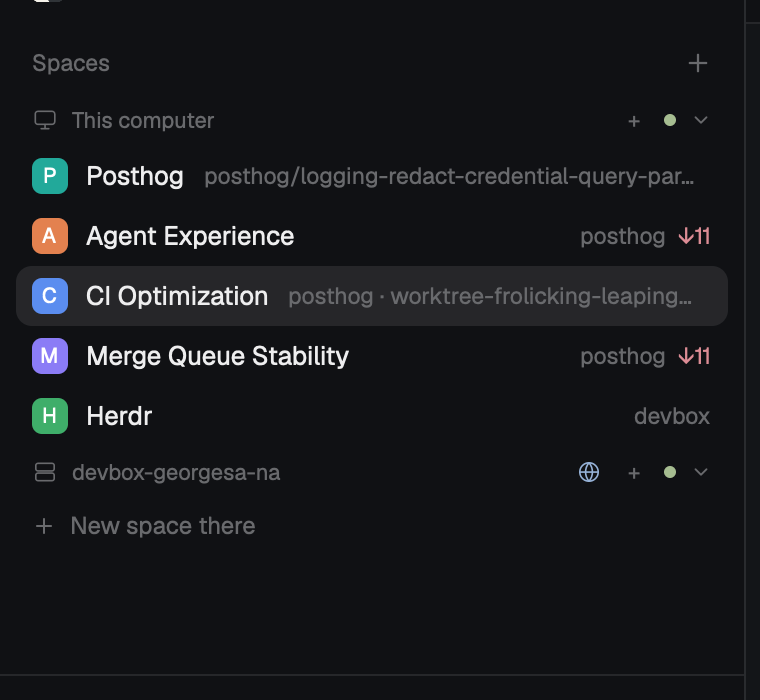 Spaces
This computer
P Posthog posthog/logging-redact-credential-query-par...
A Agent Experience posthog ↓11
C CI Optimization posthog · worktree-frolicking-leaping...
M Merge Queue Stability posthog ↓11
H Herdr devbox
devbox-georgesa-na
New space there